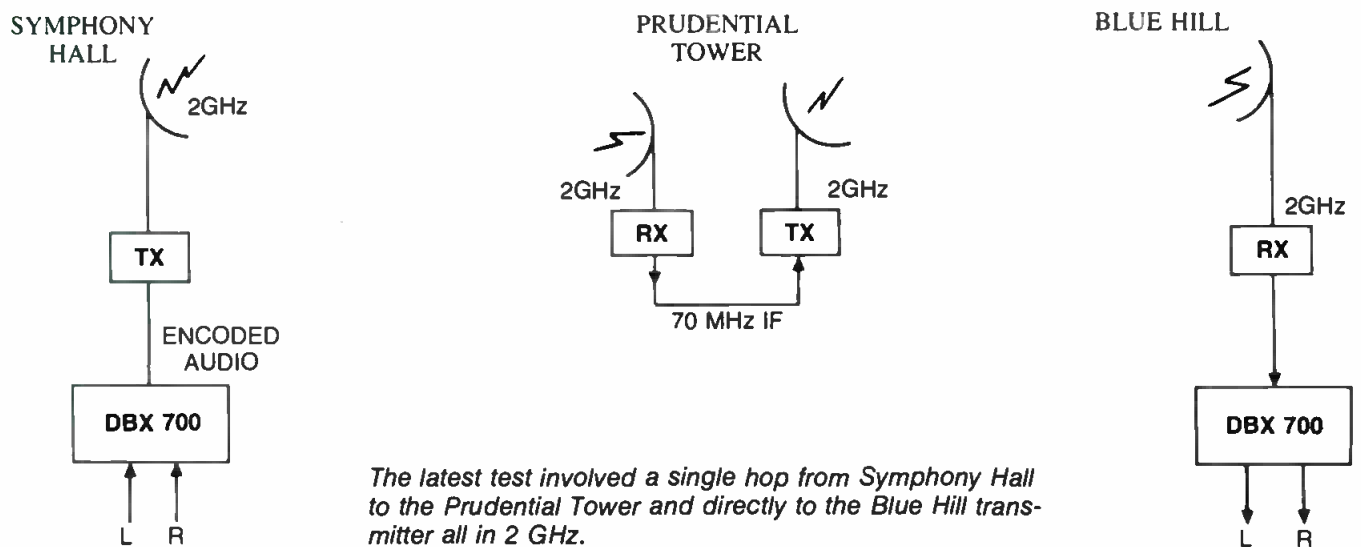 SYMPHONY
HALL
2GHz
TX
ENCODED
AUDIO
DBX 700
L R
PRUDENTIAL
TOWER
2GHz
2GHz
RX
TX
70 MHz IF
BLUE HILL
2GHz
RX
DBX 700
L R
The latest test involved a single hop from Symphony Hall
to the Prudential Tower and directly to the Blue Hill trans-
mitter all in 2 GHz.